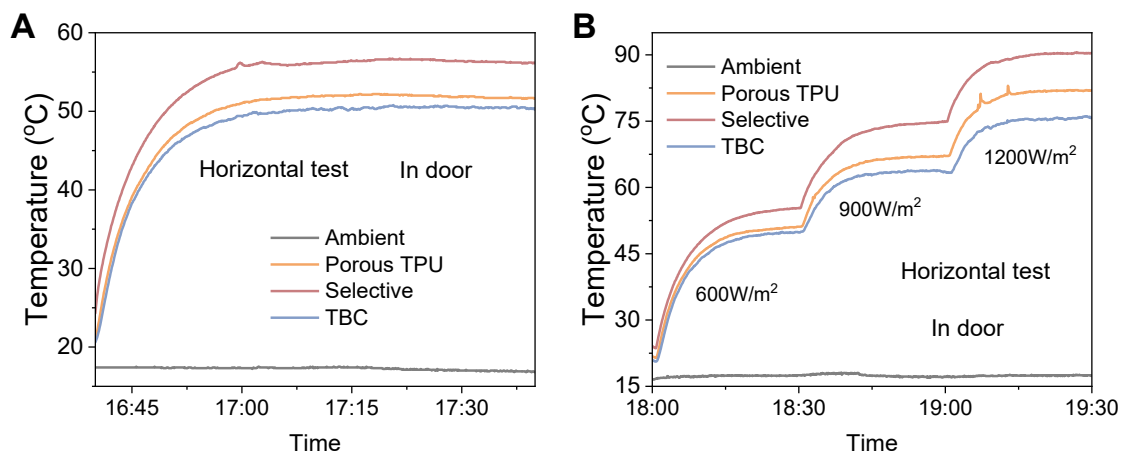 A
60
50
40
30
20
Temperature (℃)
Horizontal test
In door
Ambient
Porous TPU
Selective
TBC
16:45
17:00
17:15
17:30
Time
B
90
75
60
45
30
15
Temperature (℃)
Ambient
Porous TPU
Selective
TBC
1200W/m²
900W/m²
600W/m²
Horizontal test
In door
18:00
18:30
19:00
19:30
Time